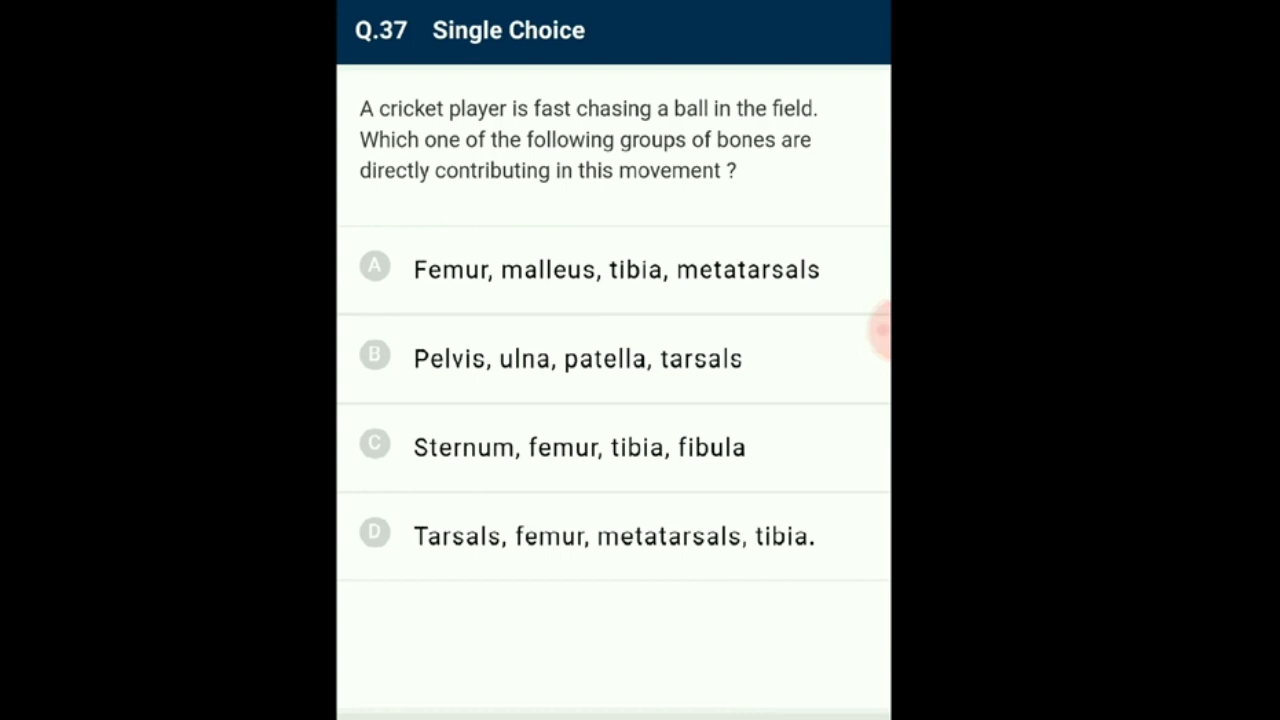 Q.37 Single Choice
A cricket player is fast chasing a ball in the field.
Which one of the following groups of bones are
directly contributing in this movement ?
A Femur, malleus, tibia, metatarsals
B Pelvis, ulna, patella, tarsals
C Sternum, femur, tibia, fibula
D Tarsals, femur, metatarsals, tibia.